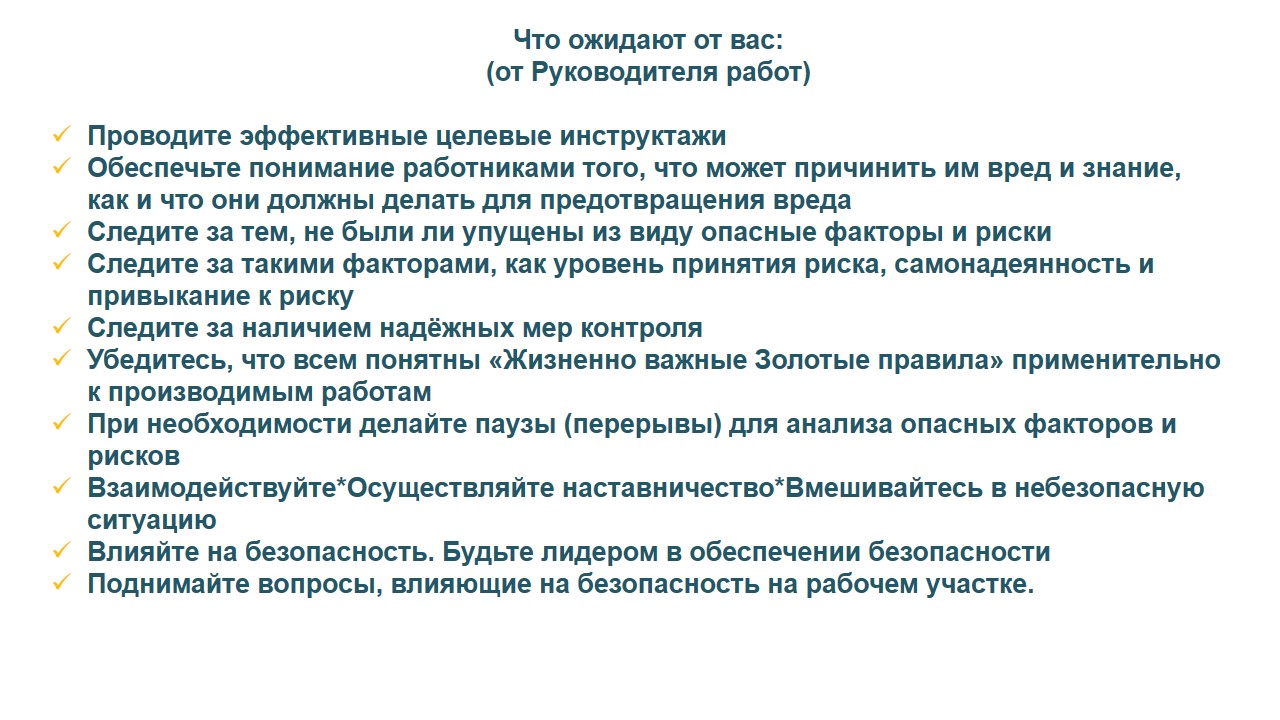 Что ожидают от вас:
(от Руководителя работ)
✓ Проводите эффективные целевые инструктажи
✓ Обеспечьте понимание работниками того, что может причинить им вред и знание,
как и что они должны делать для предотвращения вреда
✓ Следите за тем, не были ли упущены из виду опасные факторы и риски
✓ Следите за такими факторами, как уровень принятия риска, самонадеянность и
привыкание к риску
✓ Следите за наличием надёжных мер контроля
✓ Убедитесь, что всем понятны «Жизненно важные Золотые правила» применительно
к производимым работам
✓ При необходимости делайте паузы (перерывы) для анализа опасных факторов и
рисков
✓ Взаимодействуйте*Осуществляйте наставничество*Вмешивайтесь в небезопасную
ситуацию
✓ Влияйте на безопасность. Будьте лидером в обеспечении безопасности
✓ Поднимайте вопросы, влияющие на безопасность на рабочем участке.